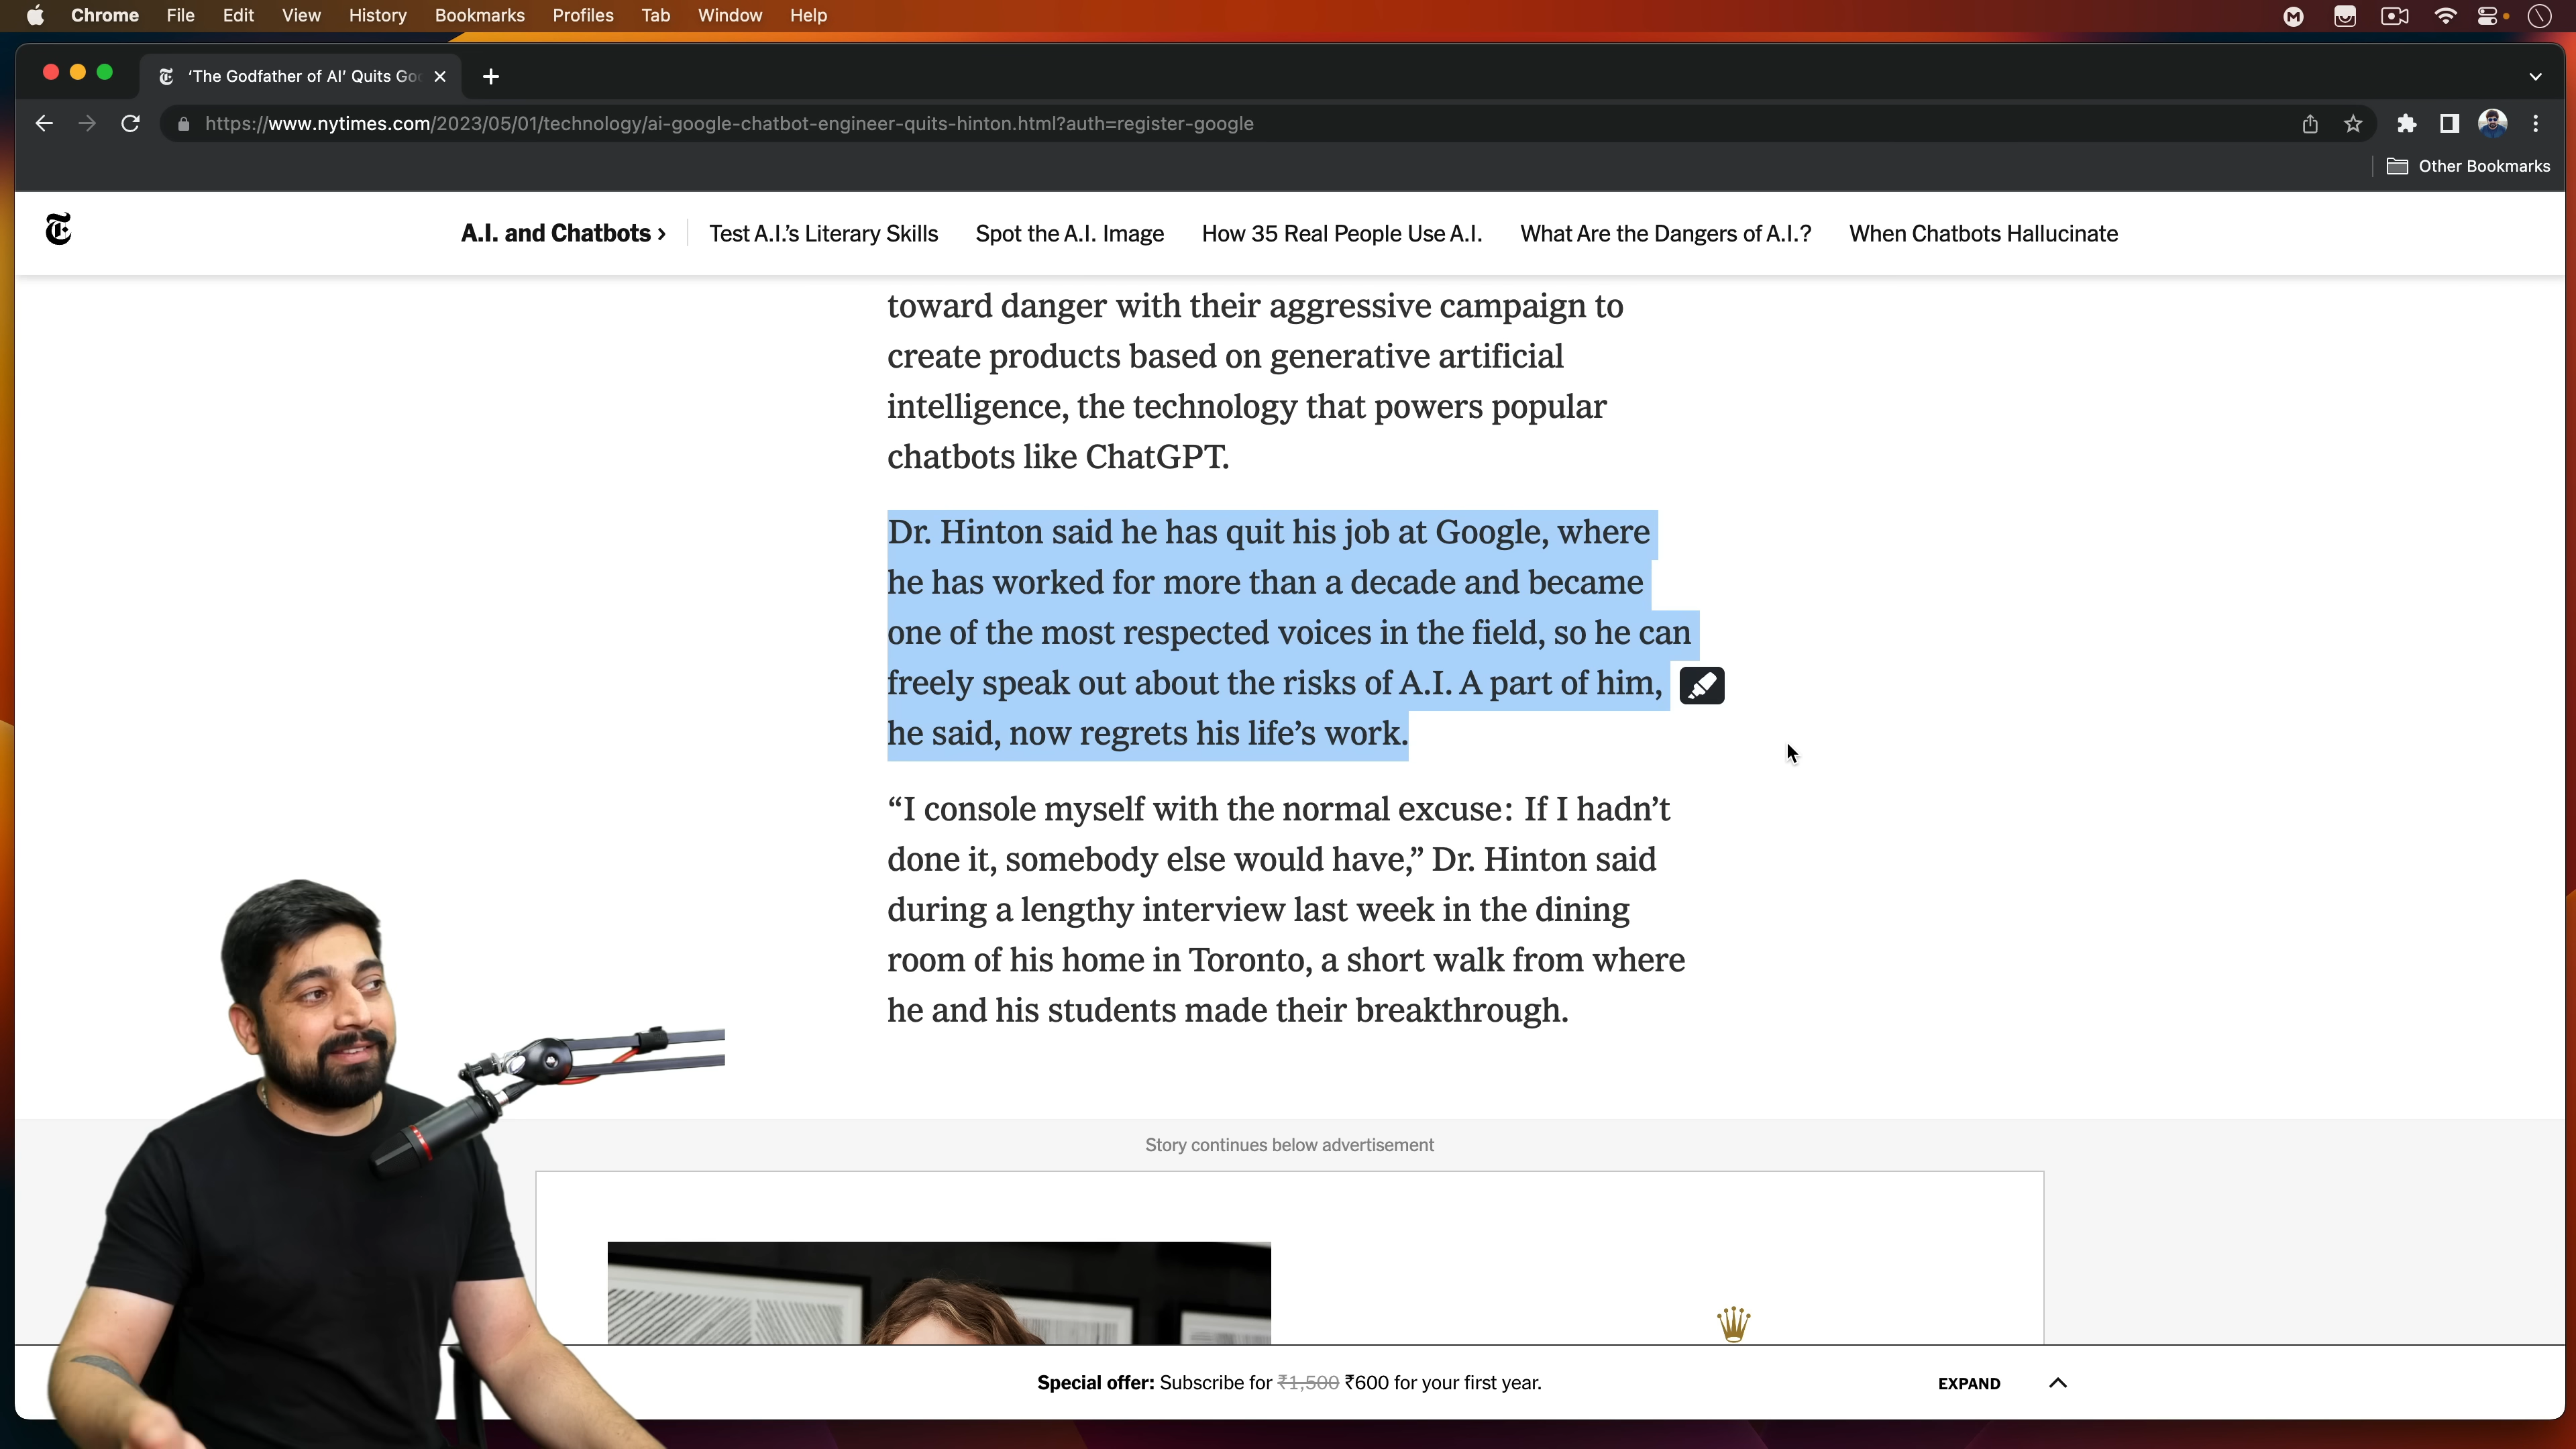 Chrome File Edit View History Bookmarks Profiles Tab Window Help
‘The Godfather of AI’ Quits Goo
https://www.nytimes.com/2023/05/01/technology/ai-google-chatbot-engineer-quits-hinton.html?auth=register-google
Other Bookmarks
A.I. and Chatbots › Test A.I.’s Literary Skills Spot the A.I. Image How 35 Real People Use A.I. What Are the Dangers of A.I.? When Chatbots Hallucinate
toward danger with their aggressive campaign to
create products based on generative artificial
intelligence, the technology that powers popular
chatbots like ChatGPT.
Dr. Hinton said he has quit his job at Google, where
he has worked for more than a decade and became
one of the most respected voices in the field, so he can
freely speak out about the risks of A.I. A part of him,
he said, now regrets his life’s work.
“I console myself with the normal excuse: If I hadn’t
done it, somebody else would have,” Dr. Hinton said
during a lengthy interview last week in the dining
room of his home in Toronto, a short walk from where
he and his students made their breakthrough.
Story continues below advertisement
Special offer: Subscribe for ₹1,500 ₹600 for your first year.
EXPAND